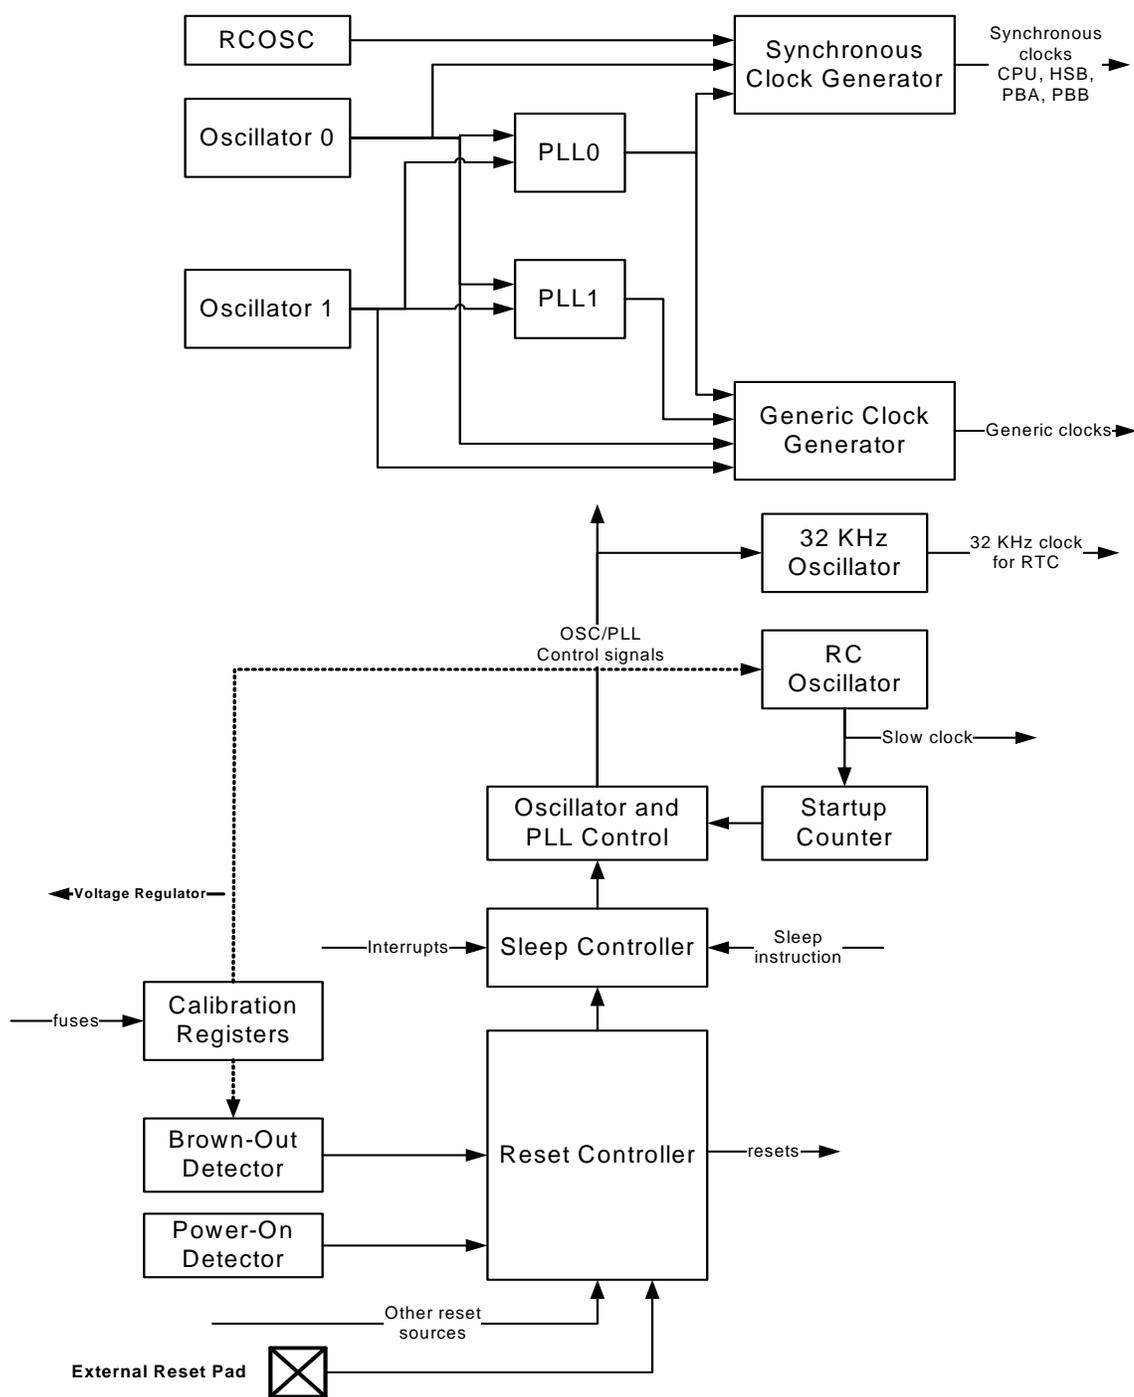 RCOSC
Synchronous
Clock Generator
Synchronous
clocks
CPU, HSB,
PBA, PBB
Oscillator 0
PLL0
Oscillator 1
PLL1
Generic Clock
Generator
Generic clocks
32 KHz
Oscillator
32 KHz clock
for RTC
OSC/PLL
Control signals
RC
Oscillator
Slow clock
Oscillator and
PLL Control
Startup
Counter
Voltage Regulator
Interrupts
Sleep Controller
Sleep
instruction
fuses
Calibration
Registers
Brown-Out
Detector
Reset Controller
resets
Power-On
Detector
Other reset
sources
External Reset Pad